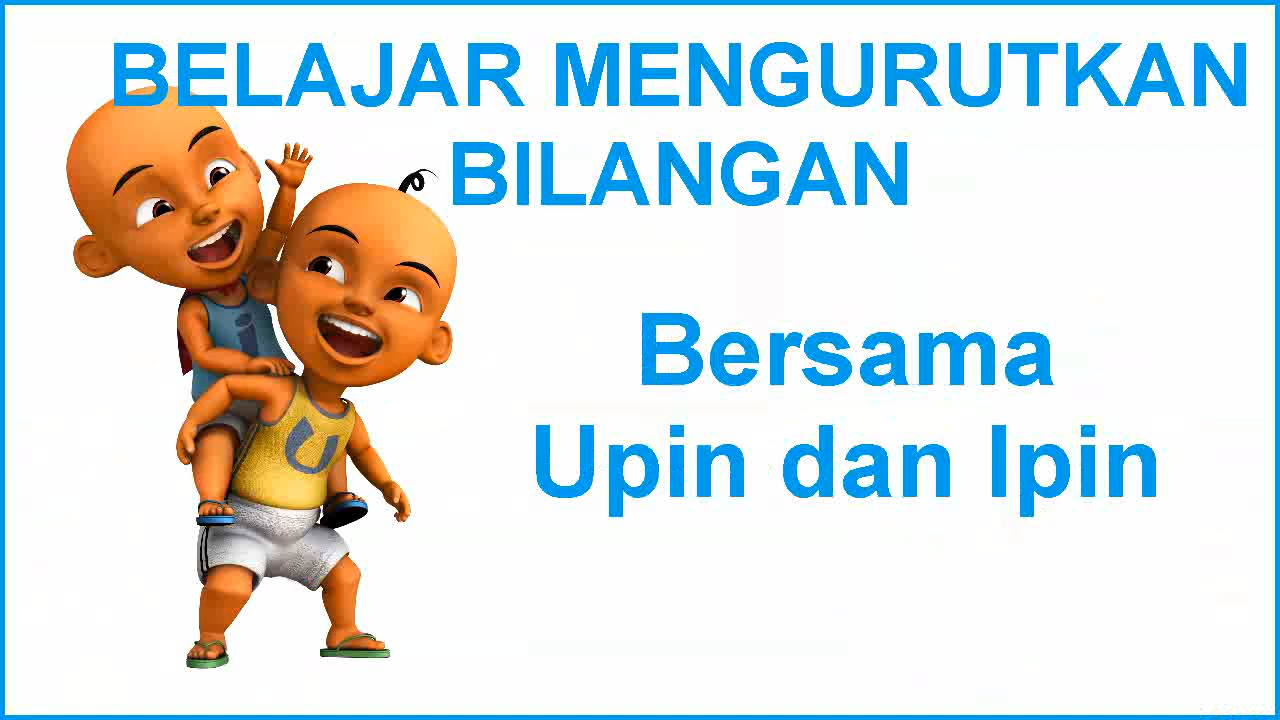 BELAJAR MENGURUTKAN
BILANGAN
Bersama
Upin dan Ipin
i
U